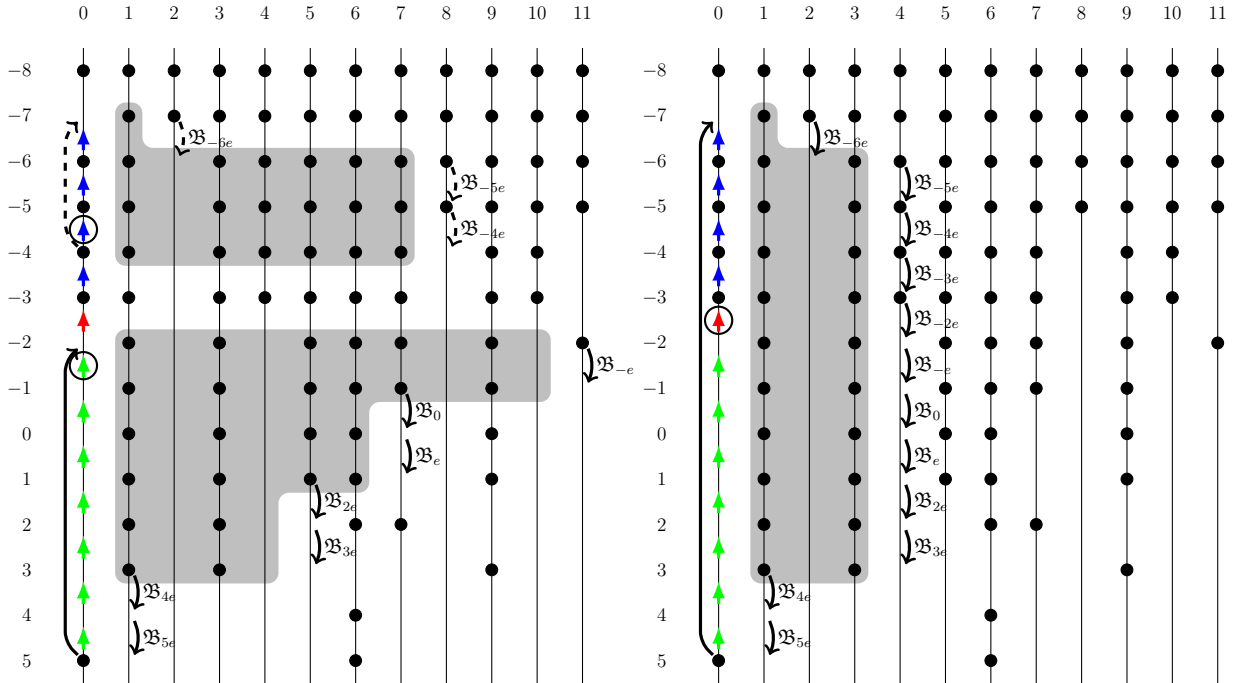 0 1 2 3 4 5 6 7 8 9 10 11 0 1 2 3 4 5 6 7 8 9 10 11
−8 −8
−7 −7
𝔅₋₆ₑ 𝔅₋₆ₑ
−6 −6
𝔅₋₅ₑ 𝔅₋₅ₑ
−5 −5
𝔅₋₄ₑ 𝔅₋₄ₑ
−4 −4
𝔅₋₃ₑ
−3 −3
𝔅₋₂ₑ
−2 −2
𝔅₋ₑ 𝔅₋ₑ
−1 −1
𝔅₀ 𝔅₀
0 0
𝔅ₑ 𝔅ₑ
1 1
𝔅₂ₑ 𝔅₂ₑ
2 2
𝔅₃ₑ 𝔅₃ₑ
3 3
𝔅₄ₑ 𝔅₄ₑ
4 4
𝔅₅ₑ 𝔅₅ₑ
5 5